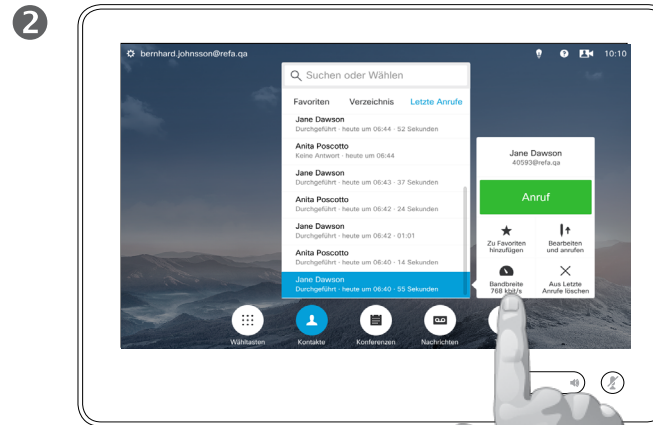 2
bernhard.johnsson@refa.qa
10:10
Suchen oder Wählen
Favoriten Verzeichnis Letzte Anrufe
Jane Dawson
Durchgeführt · heute um 06:44 · 52 Sekunden
Anita Poscotto
Keine Antwort · heute um 06:44
Jane Dawson
Durchgeführt · heute um 06:43 · 37 Sekunden
Anita Poscotto
Durchgeführt · heute um 06:42 · 24 Sekunden
Jane Dawson
Durchgeführt · heute um 06:42 · 01:01
Anita Poscotto
Durchgeführt · heute um 06:40 · 14 Sekunden
Jane Dawson
Durchgeführt · heute um 06:40 · 55 Sekunden
Jane Dawson
40593@refa.qa
Anruf
Zu Favoriten
hinzufügen
Bearbeiten
und anrufen
Bandbreite
768 kbit/s
Aus Letzte
Anrufe löschen
Wähltasten
Kontakte
Konferenzen
Nachrichten